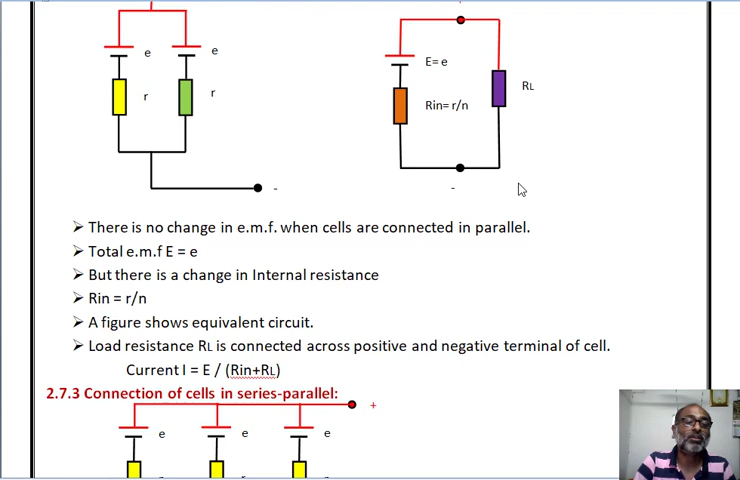 e
e
r
r
-
E= e
Rin= r/n
RL
-
➢ There is no change in e.m.f. when cells are connected in parallel.
➢ Total e.m.f E = e
➢ But there is a change in Internal resistance
➢ Rin = r/n
➢ A figure shows equivalent circuit.
➢ Load resistance RL is connected across positive and negative terminal of cell.
Current I = E / (Rin+RL)
2.7.3 Connection of cells in series-parallel:
+
e
e
e